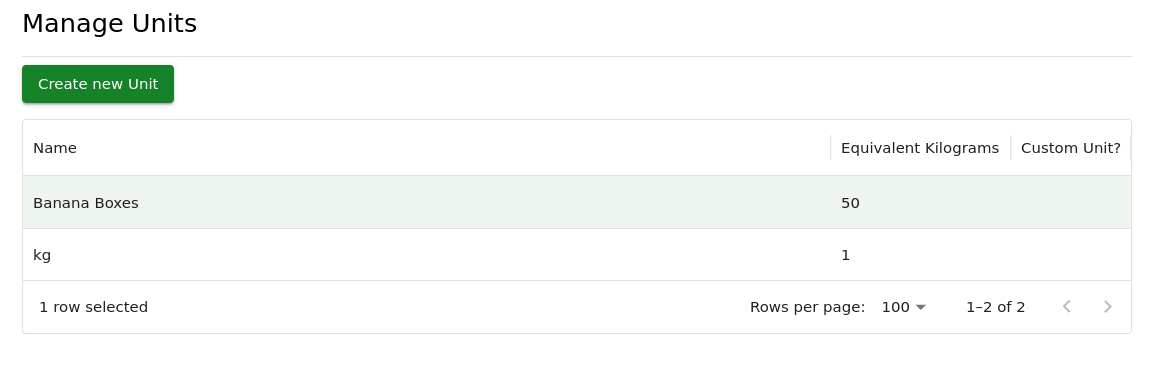 Manage Units
Create new Unit
Name Equivalent Kilograms Custom Unit?
Banana Boxes 50
kg 1
1 row selected Rows per page: 100 1–2 of 2